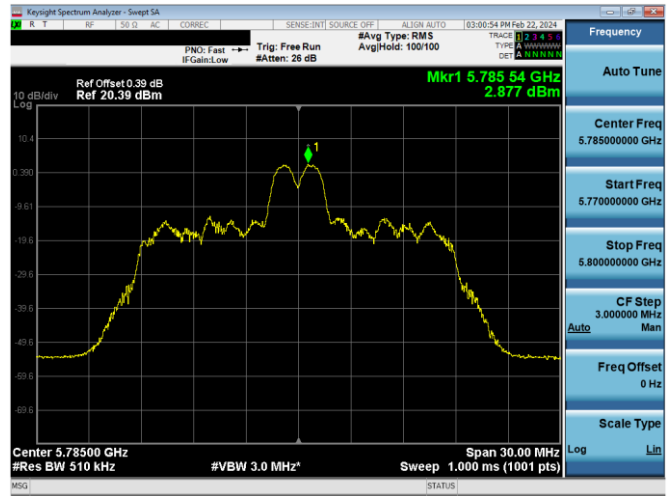 Keysight Spectrum Analyzer - Swept SA
R T RF 50 Ω AC CORREC SENSE:INT SOURCE OFF ALIGN AUTO 03:00:54 PM Feb 22, 2024
PNO: Fast
IFGain:Low
Trig: Free Run
#Atten: 26 dB
#Avg Type: RMS
Avg|Hold: 100/100
TRACE 1 2 3 4 5 6
TYPE A WWWWW
DET A N N N N N
Mkr1 5.785 54 GHz
2.877 dBm
Ref Offset 0.39 dB
10 dB/div Ref 20.39 dBm
Log
1
10.4
0.390
-9.61
-19.6
-29.6
-39.6
-49.6
-59.6
-69.6
Center 5.78500 GHz
Span 30.00 MHz
#Res BW 510 kHz
#VBW 3.0 MHz*
Sweep 1.000 ms (1001 pts)
MSG
STATUS
Frequency
Auto Tune
Center Freq
5.785000000 GHz
Start Freq
5.770000000 GHz
Stop Freq
5.800000000 GHz
CF Step
3.000000 MHz
Auto Man
Freq Offset
0 Hz
Scale Type
Log Lin